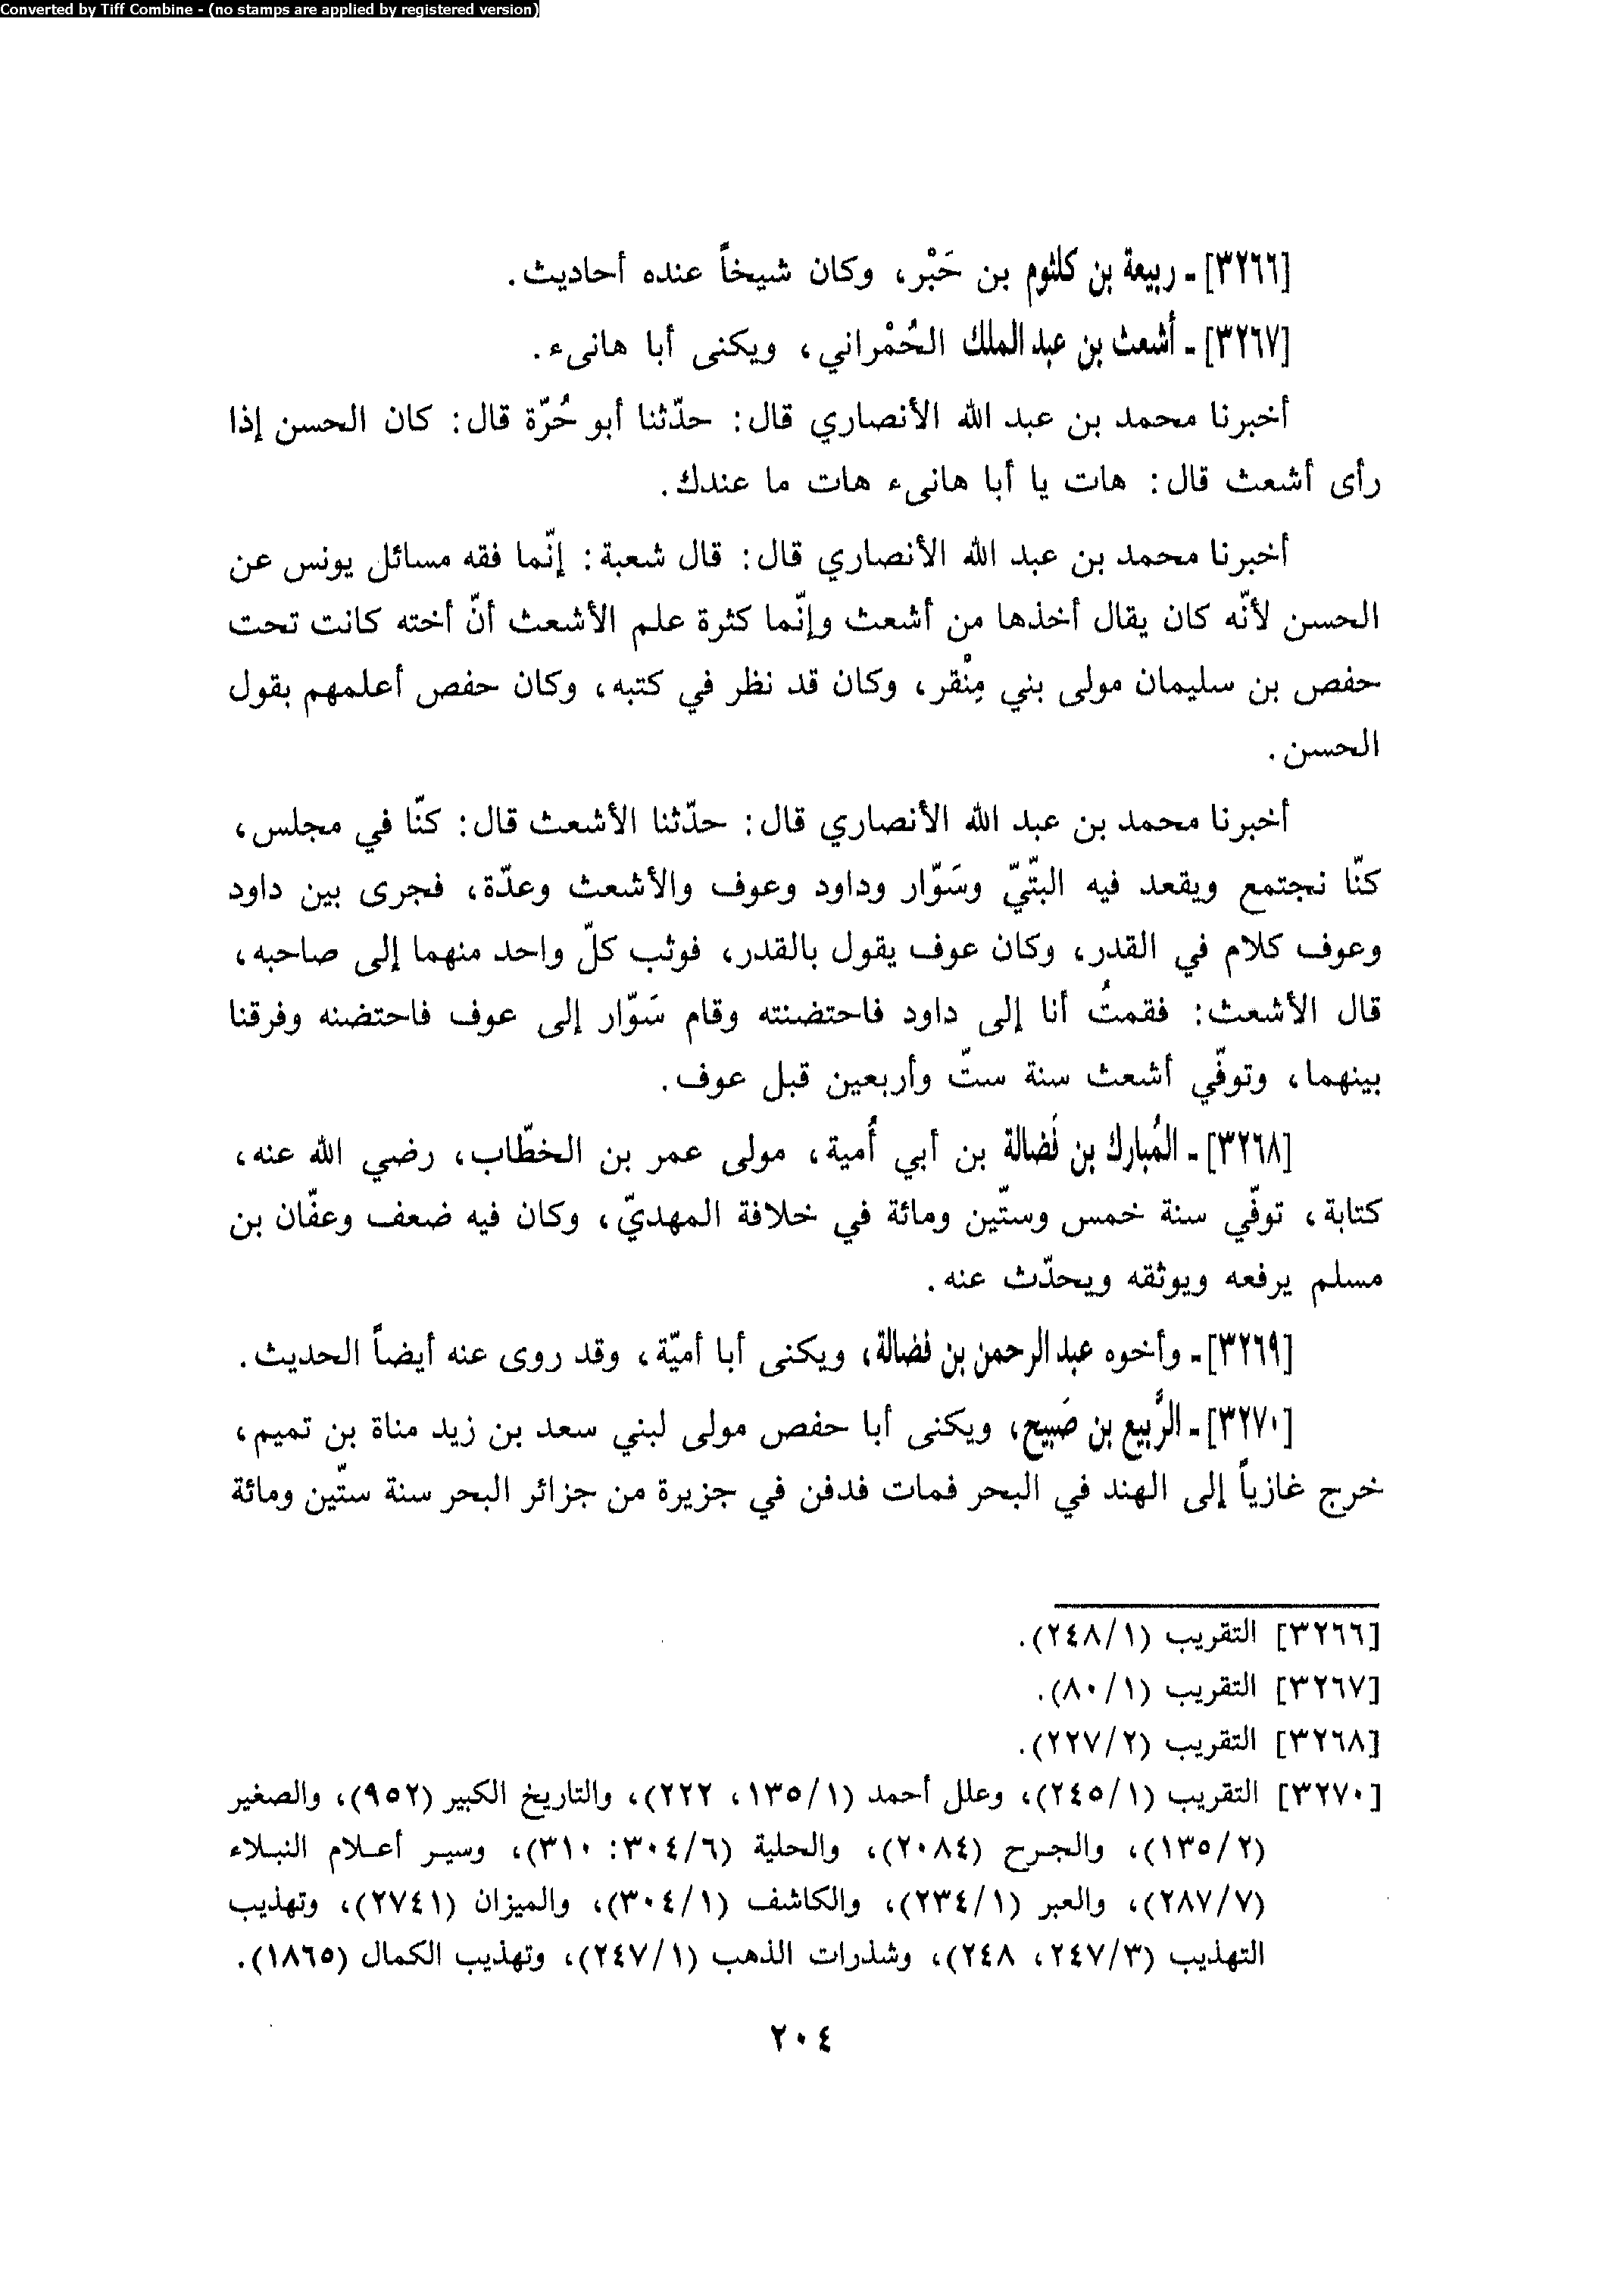 Converted by Tiff Combine - (no stamps are applied by registered version)
[٣٢٦٦]ـ ربيعة بن كلثوم بن حَبْر، وكان شيخاً عنده أحاديث.
[٣٢٦٧]ـ أشعث بن عبد الملك الحُمْراني، ويكنى أبا هانىء.
أخبرنا محمد بن عبد الله الأنصاري قال: حدّثنا أبو حُرّة قال: كان الحسن إذا
رأى أشعث قال: هات يا أبا هانىء هات ما عندك.
أخبرنا محمد بن عبد الله الأنصاري قال: قال شعبة: إنّما فقه مسائل يونس عن
الحسن لأنّه كان يقال أخذها من أشعث وإنّما كثرة علم الأشعث أنّ أخته كانت تحت
حفص بن سليمان مولى بني مِنْقر، وكان قد نظر في كتبه، وكان حفص أعلمهم بقول
الحسن.
أخبرنا محمد بن عبد الله الأنصاري قال: حدّثنا الأشعث قال: كنّا في مجلس،
كنّا نجتمع ويقعد فيه البتّيّ وسَوّار وداود وعوف والأشعث وعدّة، فجرى بين داود
وعوف كلام في القدر، وكان عوف يقول بالقدر، فوثب كلّ واحد منهما إلى صاحبه،
قال الأشعث: فقمتُ أنا إلى داود فاحتضنته وقام سَوّار إلى عوف فاحتضنه وفرقنا
بينهما، وتوفّي أشعث سنة ستّ وأربعين قبل عوف.
[٣٢٦٨]ـ المُبارك بن فَضالة بن أبي أُمية، مولى عمر بن الخطّاب، رضي الله عنه،
كتابة، توفّي سنة خمس وستّين ومائة في خلافة المهديّ، وكان فيه ضعف وعفّان بن
مسلم يرفعه ويوثقه ويحدّث عنه.
[٣٢٦٩]ـ وأخوه عبد الرحمن بن فضالة، ويكنى أبا أميّة، وقد روى عنه أيضاً الحديث.
[٣٢٧٠]ـ الرَّبيع بن صَبيح، ويكنى أبا حفص مولى لبني سعد بن زيد مناة بن تميم،
خرج غازياً إلى الهند في البحر فمات فدفن في جزيرة من جزائر البحر سنة ستّين ومائة
[٣٢٦٦] التقريب (٢٤٨/١).
[٣٢٦٧] التقريب (٨٠/١).
[٣٢٦٨] التقريب (٢٢٧/٢).
[٣٢٧٠] التقريب (٢٤٥/١)، وعلل أحمد (١٣٥/١، ٢٢٢)، والتاريخ الكبير (٩٥٢)، والصغير
(١٣٥/٢)، والجرح (٢٠٨٤)، والحلية (٣٠٤/٦: ٣١٠)، وسير أعلام النبلاء
(٢٨٧/٧)، والعبر (٢٣٤/١)، والكاشف (٣٠٤/١)، والميزان (٢٧٤١)، وتهذيب
التهذيب (٢٤٧/٣، ٢٤٨)، وشذرات الذهب (٢٤٧/١)، وتهذيب الكمال (١٨٦٥).
٢٠٤